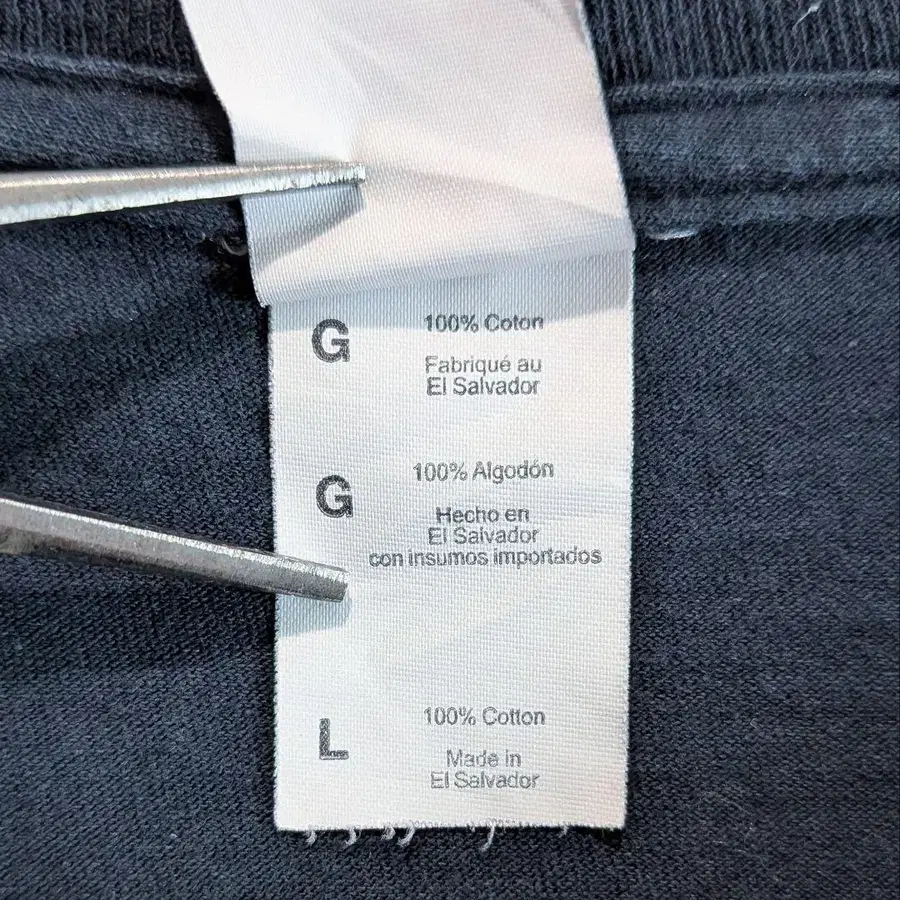 G
100% Coton
Fabriqué au
El Salvador
G
100% Algodón
Hecho en
El Salvador
con insumos importados
L
100% Cotton
Made in
El Salvador